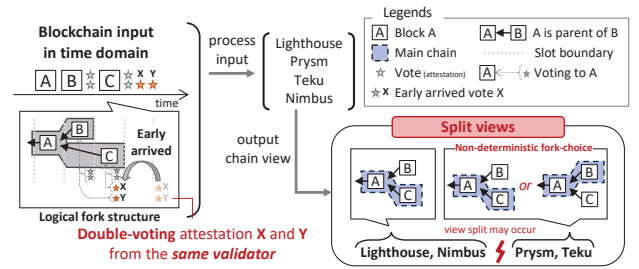 Blockchain input
in time domain
A B C X Y
time
A
B
C
Early
arrived
X
Y
X
Y
Logical fork structure
Double-voting attestation X and Y
from the same validator
process
input
Lighthouse
Prysm
Teku
Nimbus
output
chain view
Legends
A Block A
A B A is parent of B
Main chain
Slot boundary
Vote (attestation)
A Voting to A
X Early arrived vote X
Split views
Non-deterministic fork-choice
A
B
C
A
B
C
or
A
B
C
view split may occur
Lighthouse, Nimbus
Prysm, Teku